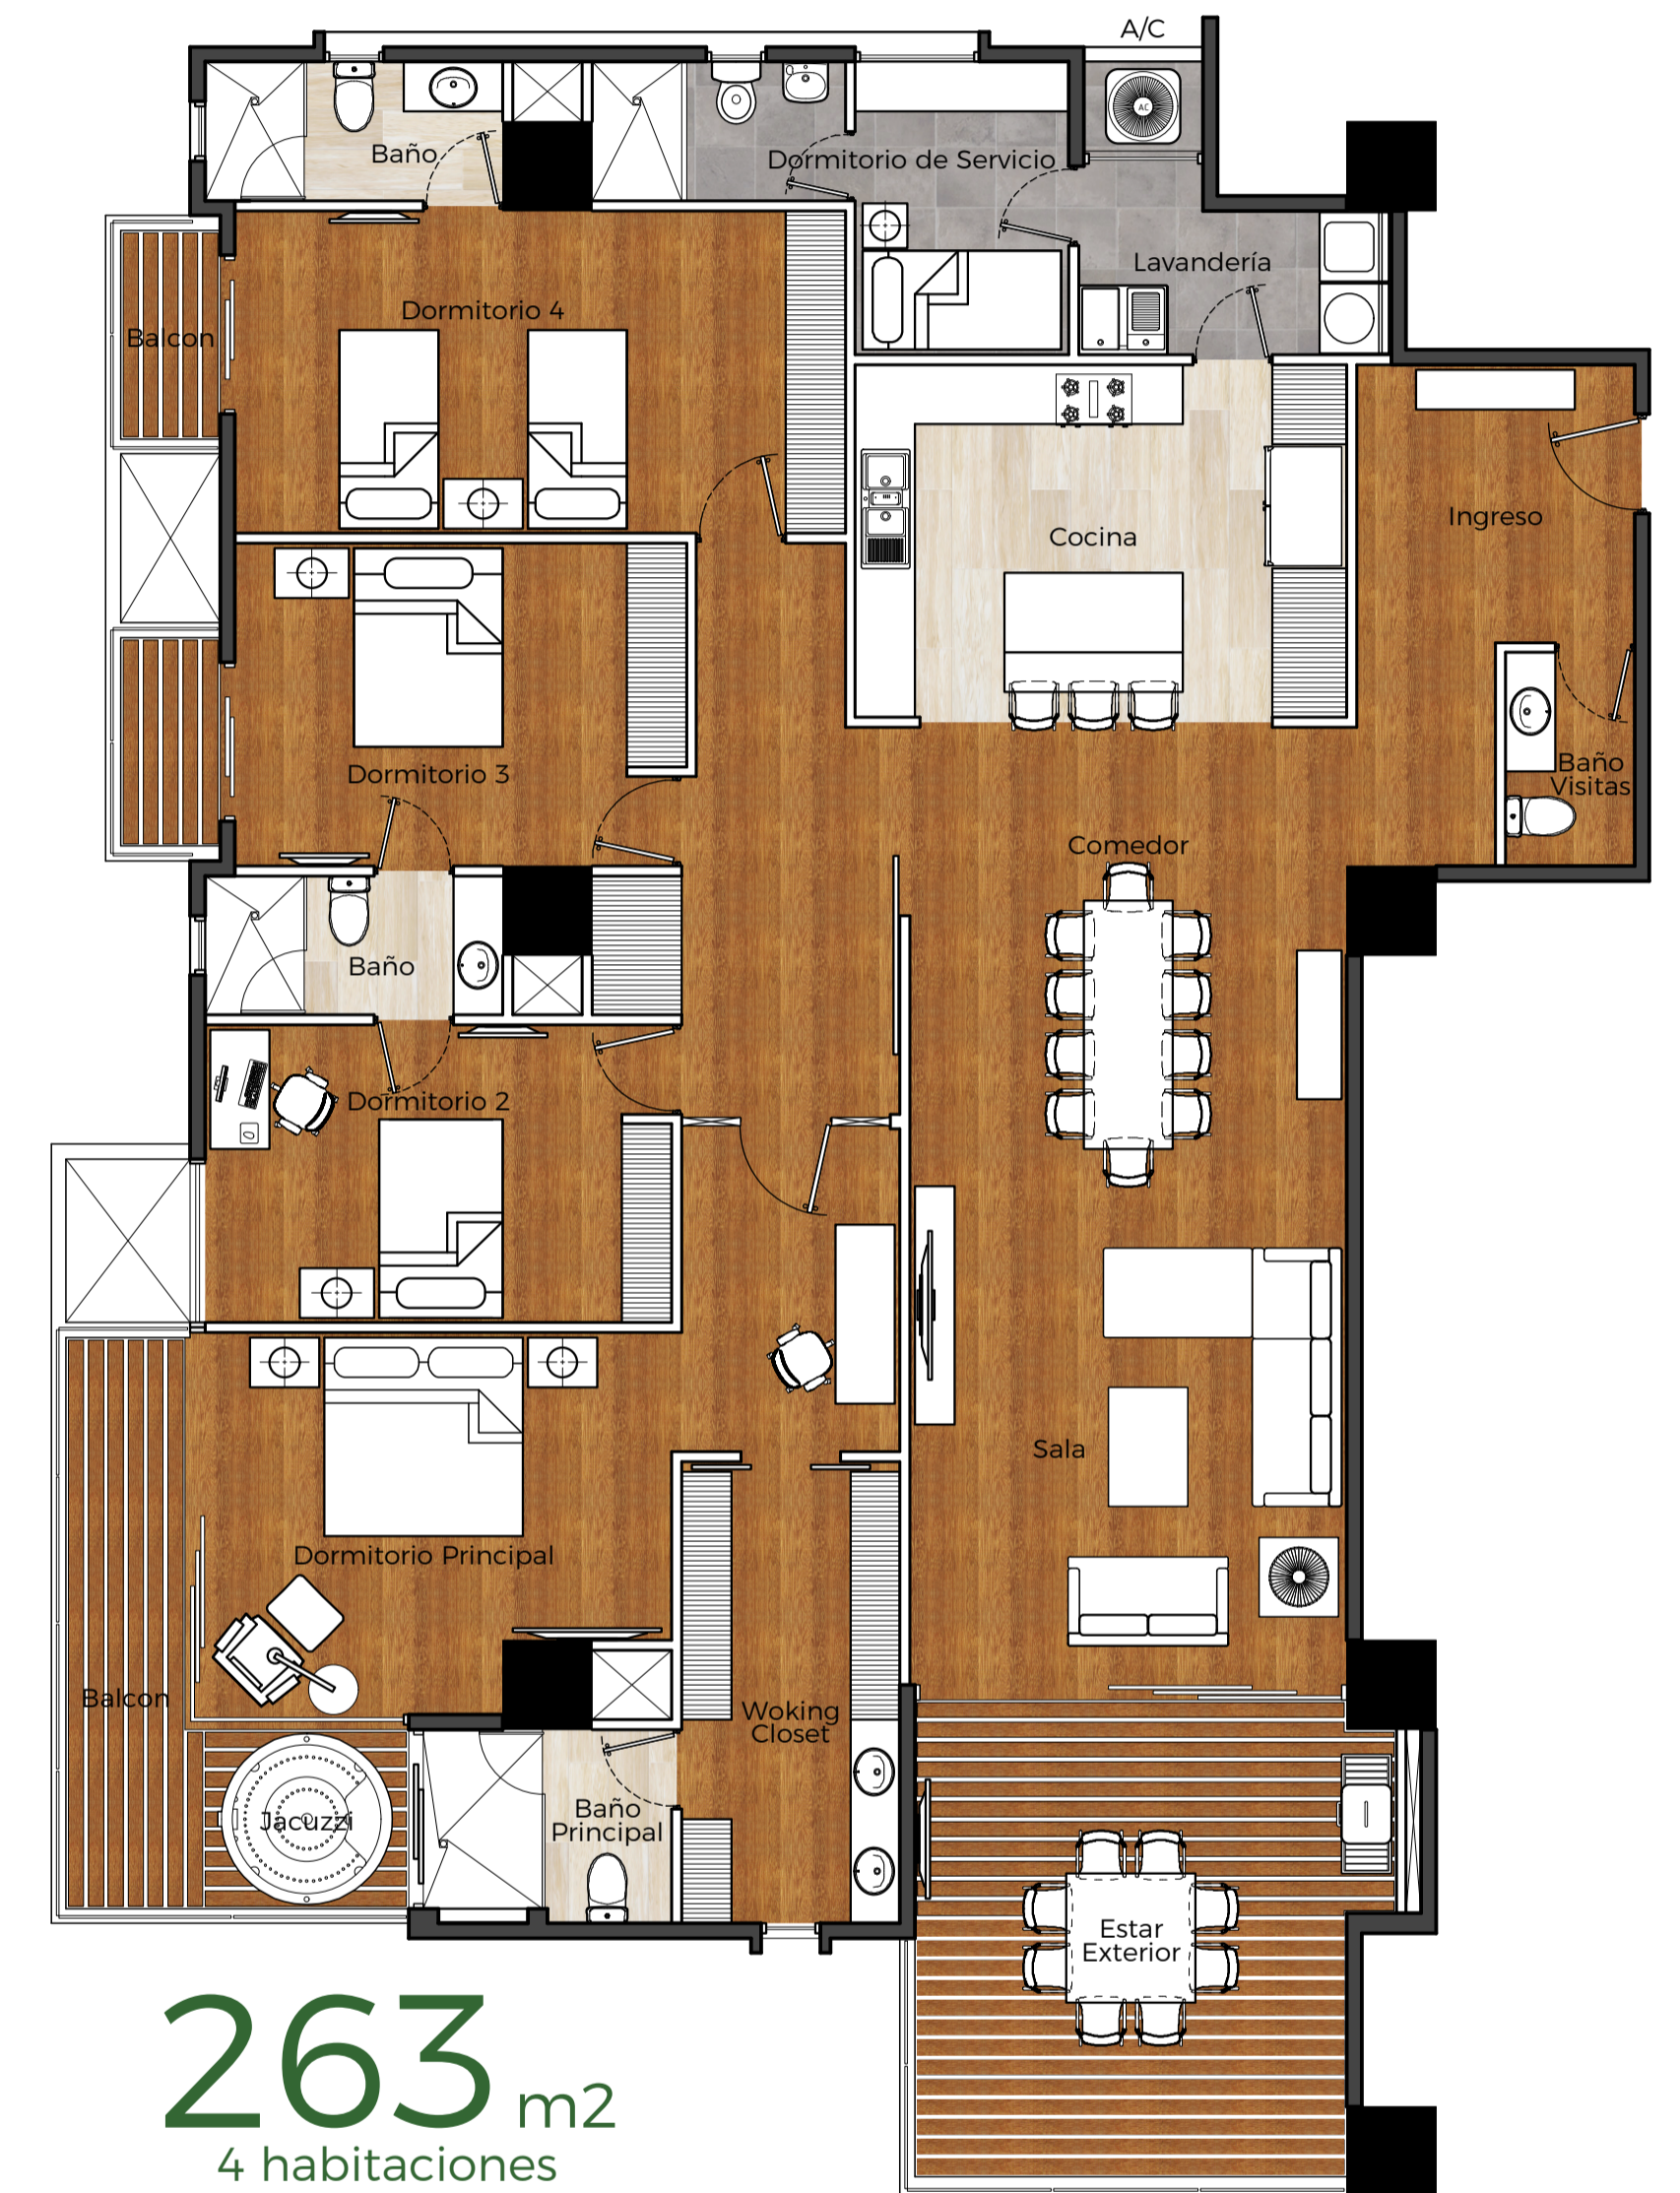 A/C
AC
Baño
Dormitorio de Servicio
Lavandería
Dormitorio 4
Balcon
Cocina
Ingreso
Dormitorio 3
Baño
Visitas
Comedor
Baño
Dormitorio 2
Sala
Dormitorio Principal
Balcon
Woking
Closet
Jacuzzi
Baño
Principal
Estar
Exterior
263 m2
4 habitaciones